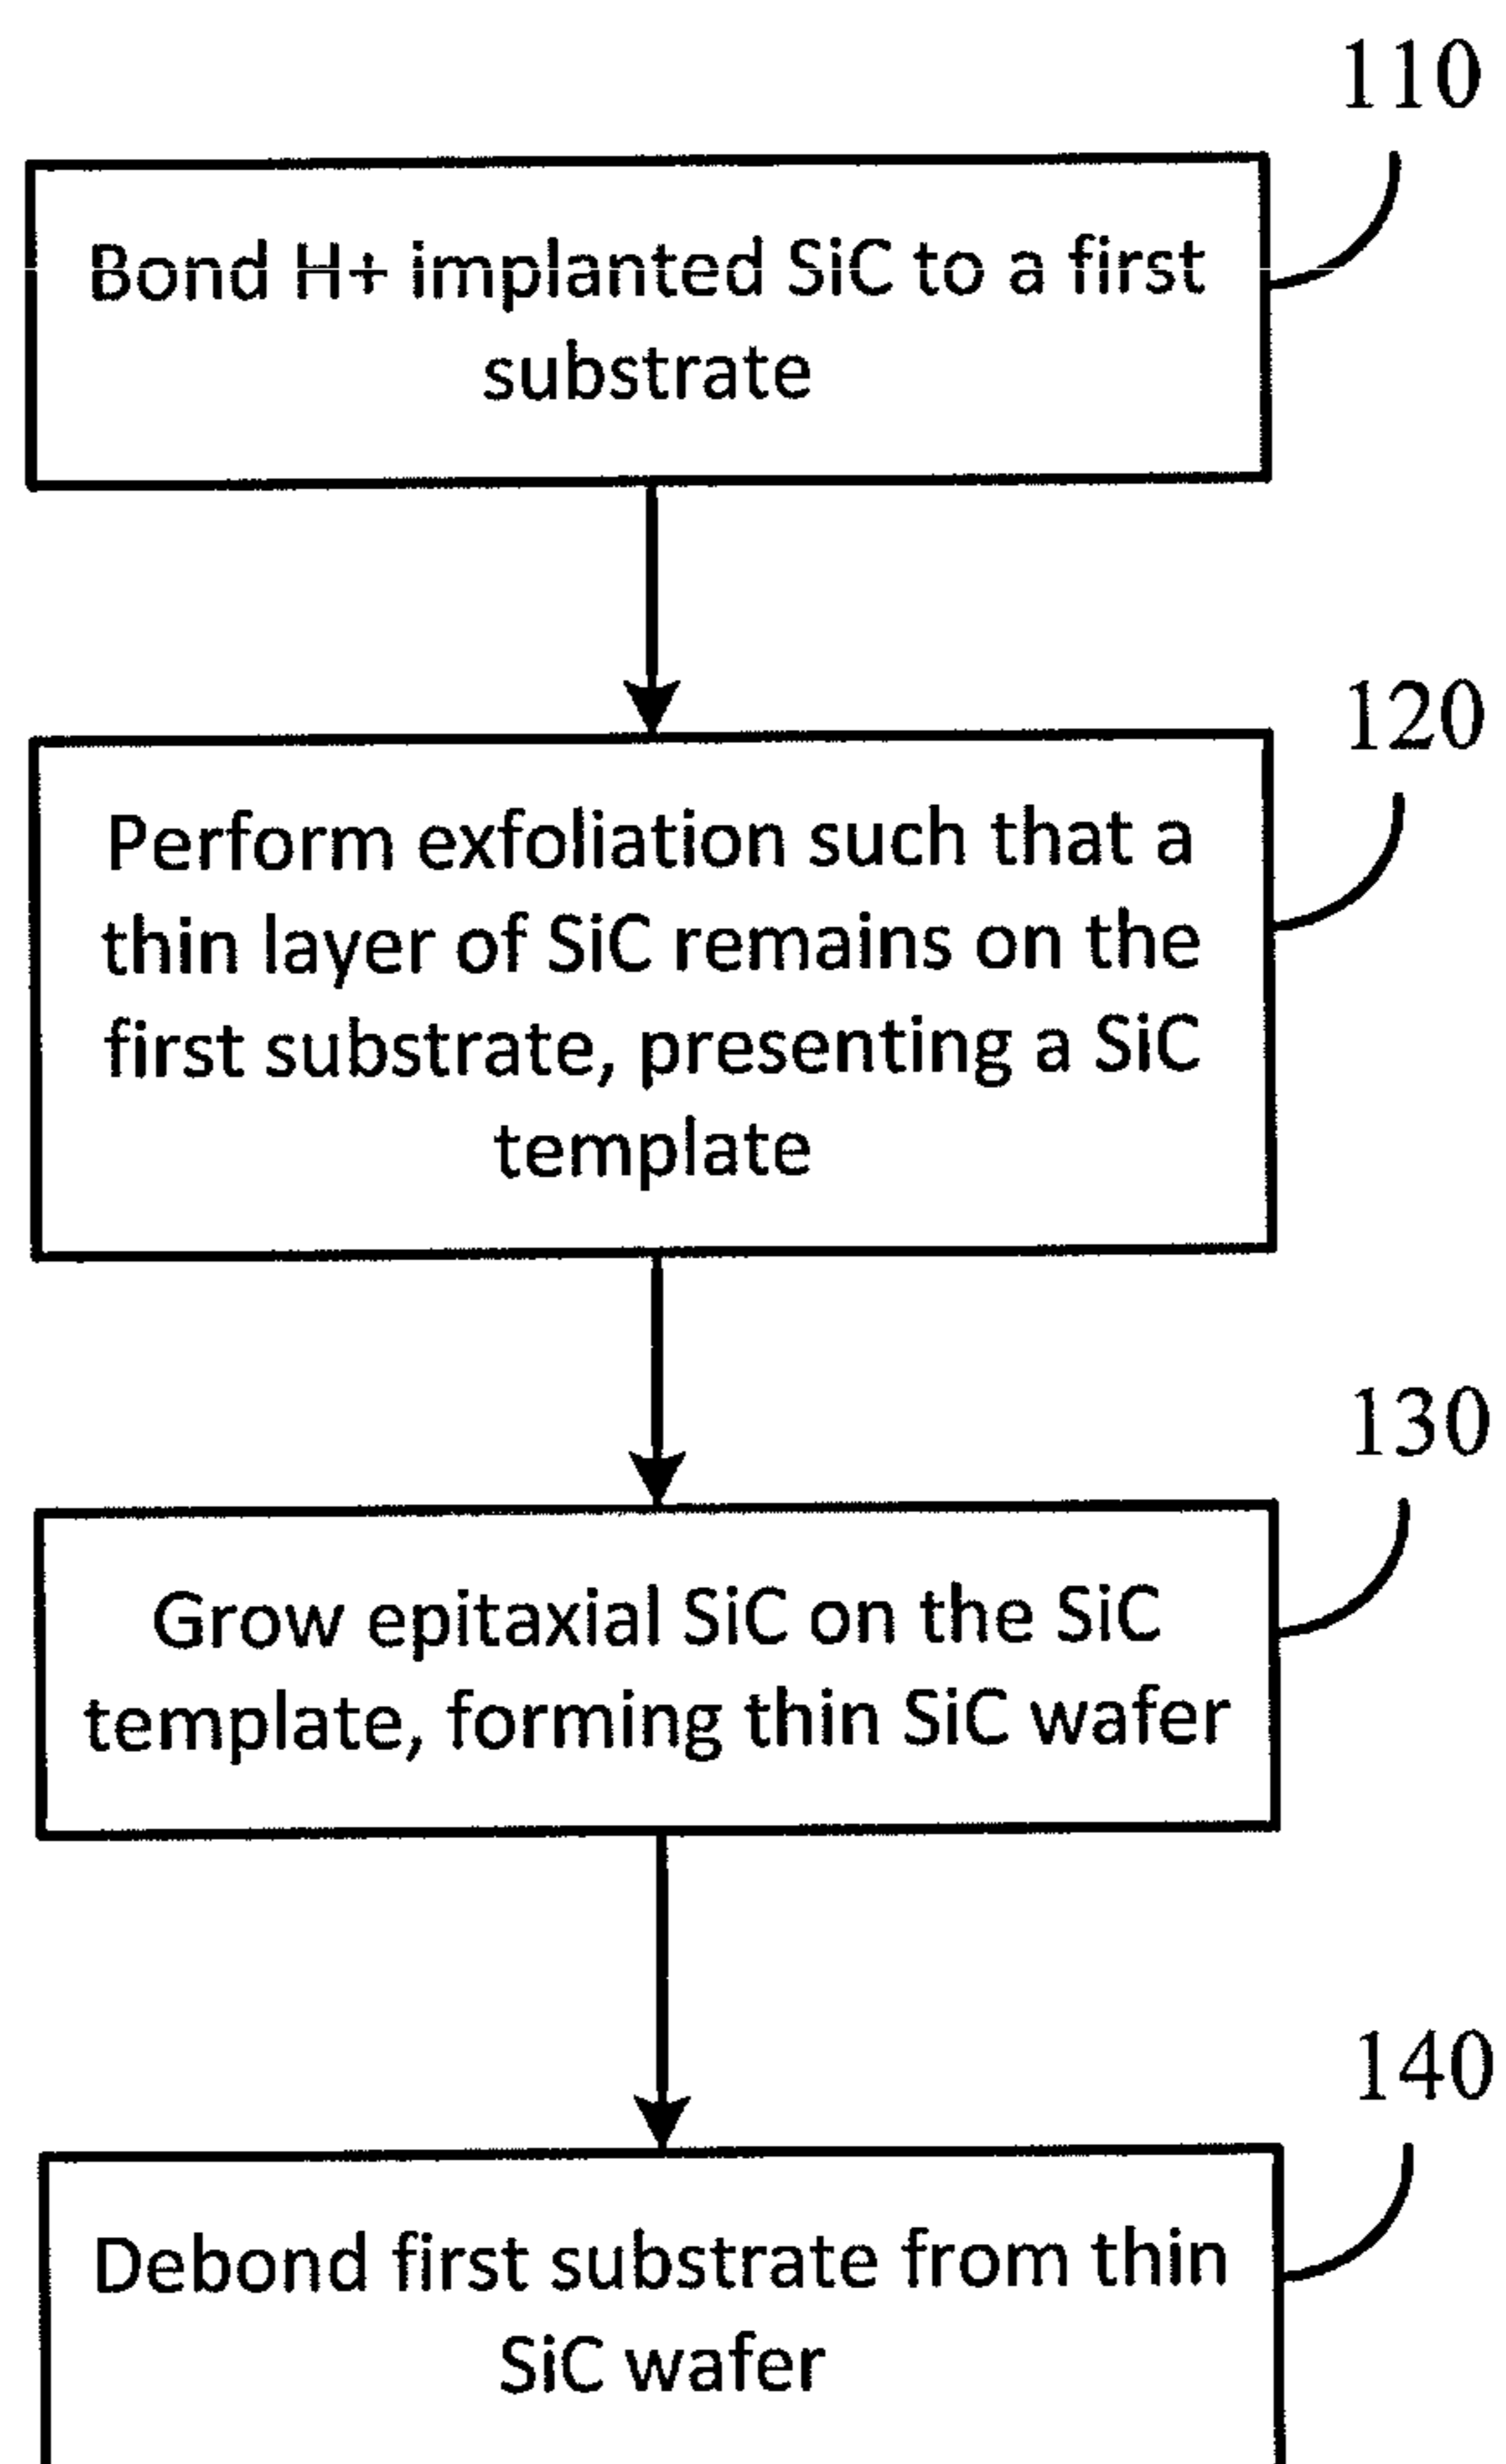 110
Bond H+ implanted SiC to a first
substrate
120
Perform exfoliation such that a
thin layer of SiC remains on the
first substrate, presenting a SiC
template
130
Grow epitaxial SiC on the SiC
template, forming thin SiC wafer
140
Debond first substrate from thin
SiC wafer